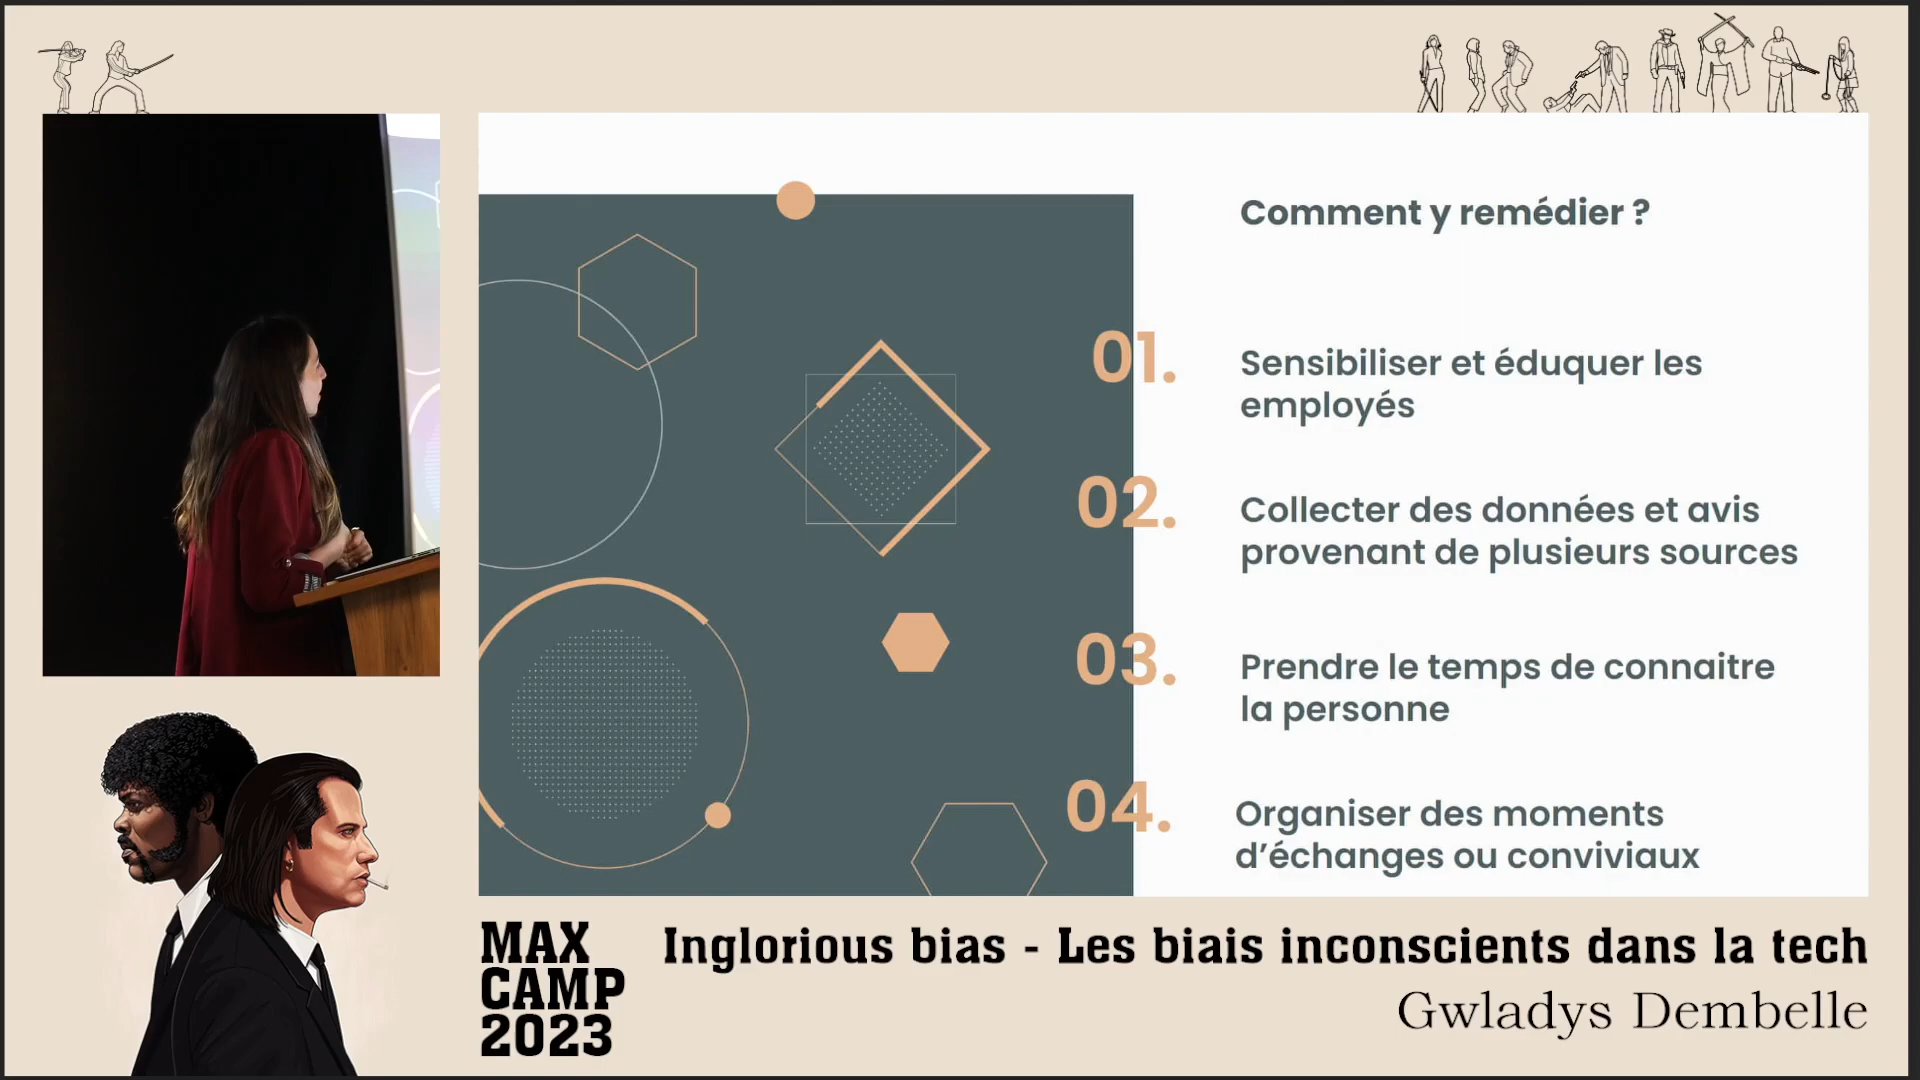 Comment y remédier ?
01.
Sensibiliser et éduquer les
employés
02.
Collecter des données et avis
provenant de plusieurs sources
03.
Prendre le temps de connaitre
la personne
04.
Organiser des moments
d’échanges ou conviviaux
MAX
CAMP
2023
Inglorious bias - Les biais inconscients dans la tech
Gwladys Dembelle